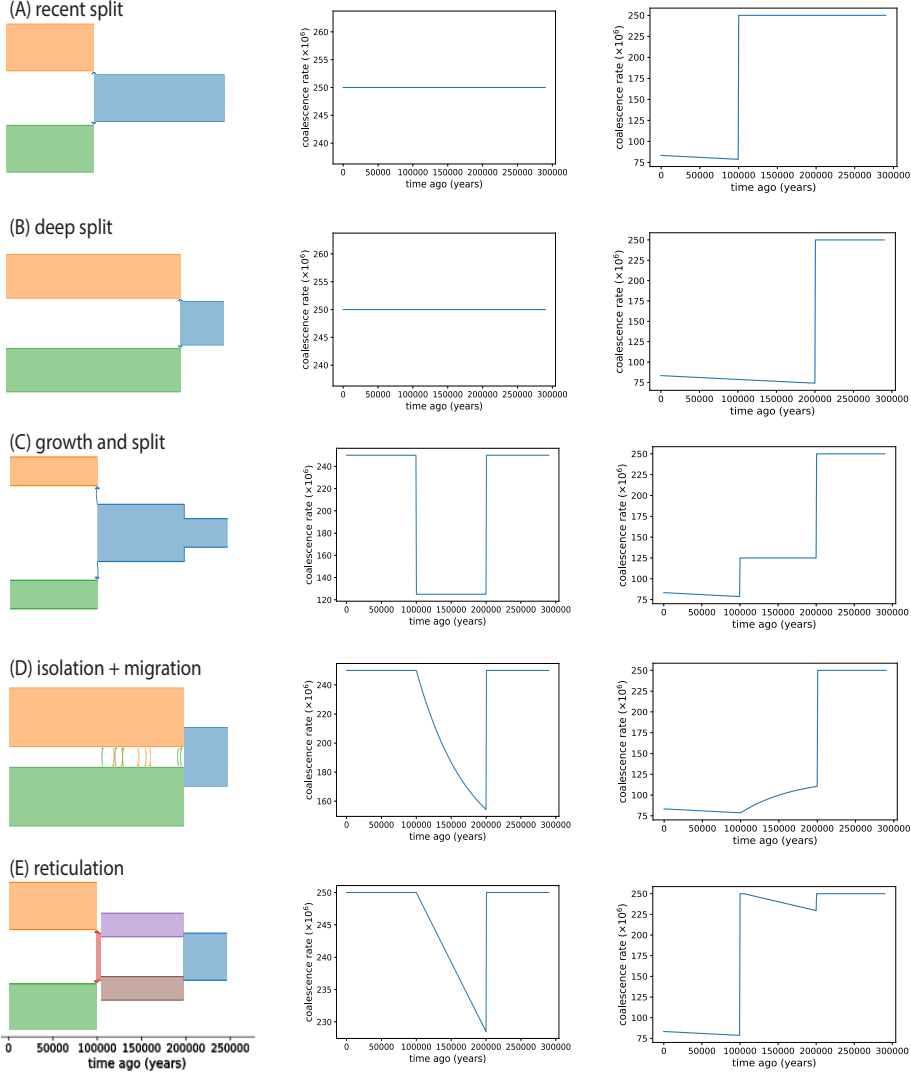 (A) recent split
coalescence rate (×10⁶)
260
255
250
245
240
0 50000 100000 150000 200000 250000 300000
time ago (years)
coalescence rate (×10⁶)
250
225
200
175
150
125
100
75
0 50000 100000 150000 200000 250000 300000
time ago (years)
(B) deep split
coalescence rate (×10⁶)
260
255
250
245
240
0 50000 100000 150000 200000 250000 300000
time ago (years)
coalescence rate (×10⁶)
250
225
200
175
150
125
100
75
0 50000 100000 150000 200000 250000 300000
time ago (years)
(C) growth and split
coalescence rate (×10⁶)
240
220
200
180
160
140
120
0 50000 100000 150000 200000 250000 300000
time ago (years)
coalescence rate (×10⁶)
250
225
200
175
150
125
100
75
0 50000 100000 150000 200000 250000 300000
time ago (years)
(D) isolation + migration
coalescence rate (×10⁶)
240
220
200
180
160
0 50000 100000 150000 200000 250000 300000
time ago (years)
coalescence rate (×10⁶)
250
225
200
175
150
125
100
75
0 50000 100000 150000 200000 250000 300000
time ago (years)
(E) reticulation
0 50000 100000 150000 200000 250000
time ago (years)
coalescence rate (×10⁶)
250
245
240
235
230
0 50000 100000 150000 200000 250000 300000
time ago (years)
coalescence rate (×10⁶)
250
225
200
175
150
125
100
75
0 50000 100000 150000 200000 250000 300000
time ago (years)